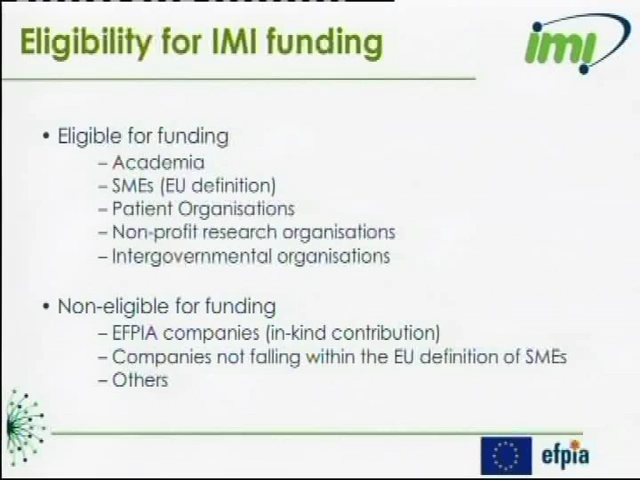 Eligibility for IMI funding
imi
• Eligible for funding
– Academia
– SMEs (EU definition)
– Patient Organisations
– Non-profit research organisations
– Intergovernmental organisations
• Non-eligible for funding
– EFPIA companies (in-kind contribution)
– Companies not falling within the EU definition of SMEs
– Others
efpia